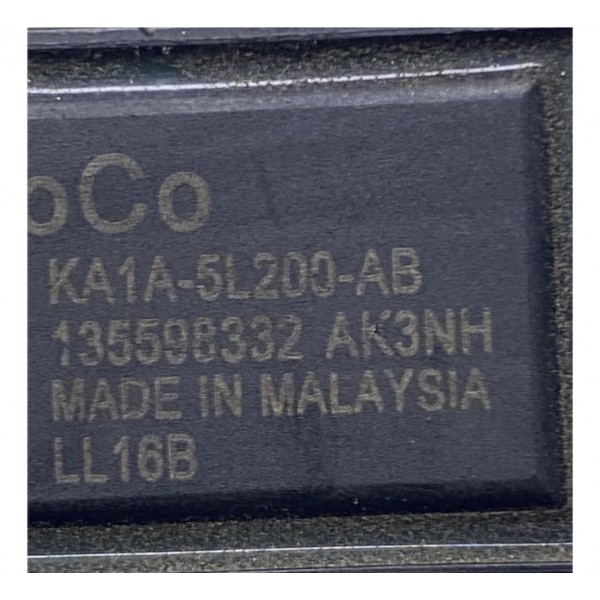 oCo
KA1A-5L200-AB
135598332 AK3NH
MADE IN MALAYSIA
LL16B